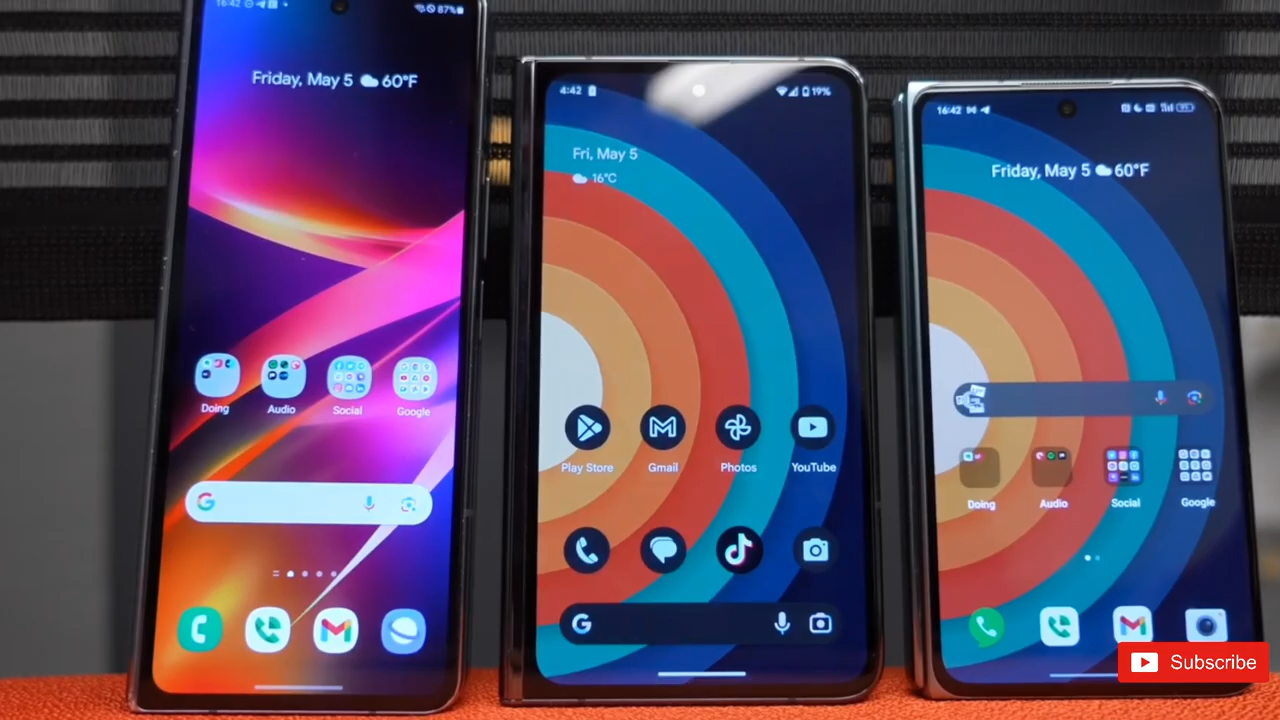 16:42
87%
Friday, May 5 60°F
Doing
Audio
Social
Google
4:42
19%
Fri, May 5
16°C
Play Store
Gmail
Photos
YouTube
16:42
Friday, May 5 60°F
Doing
Audio
Social
Google
Subscribe